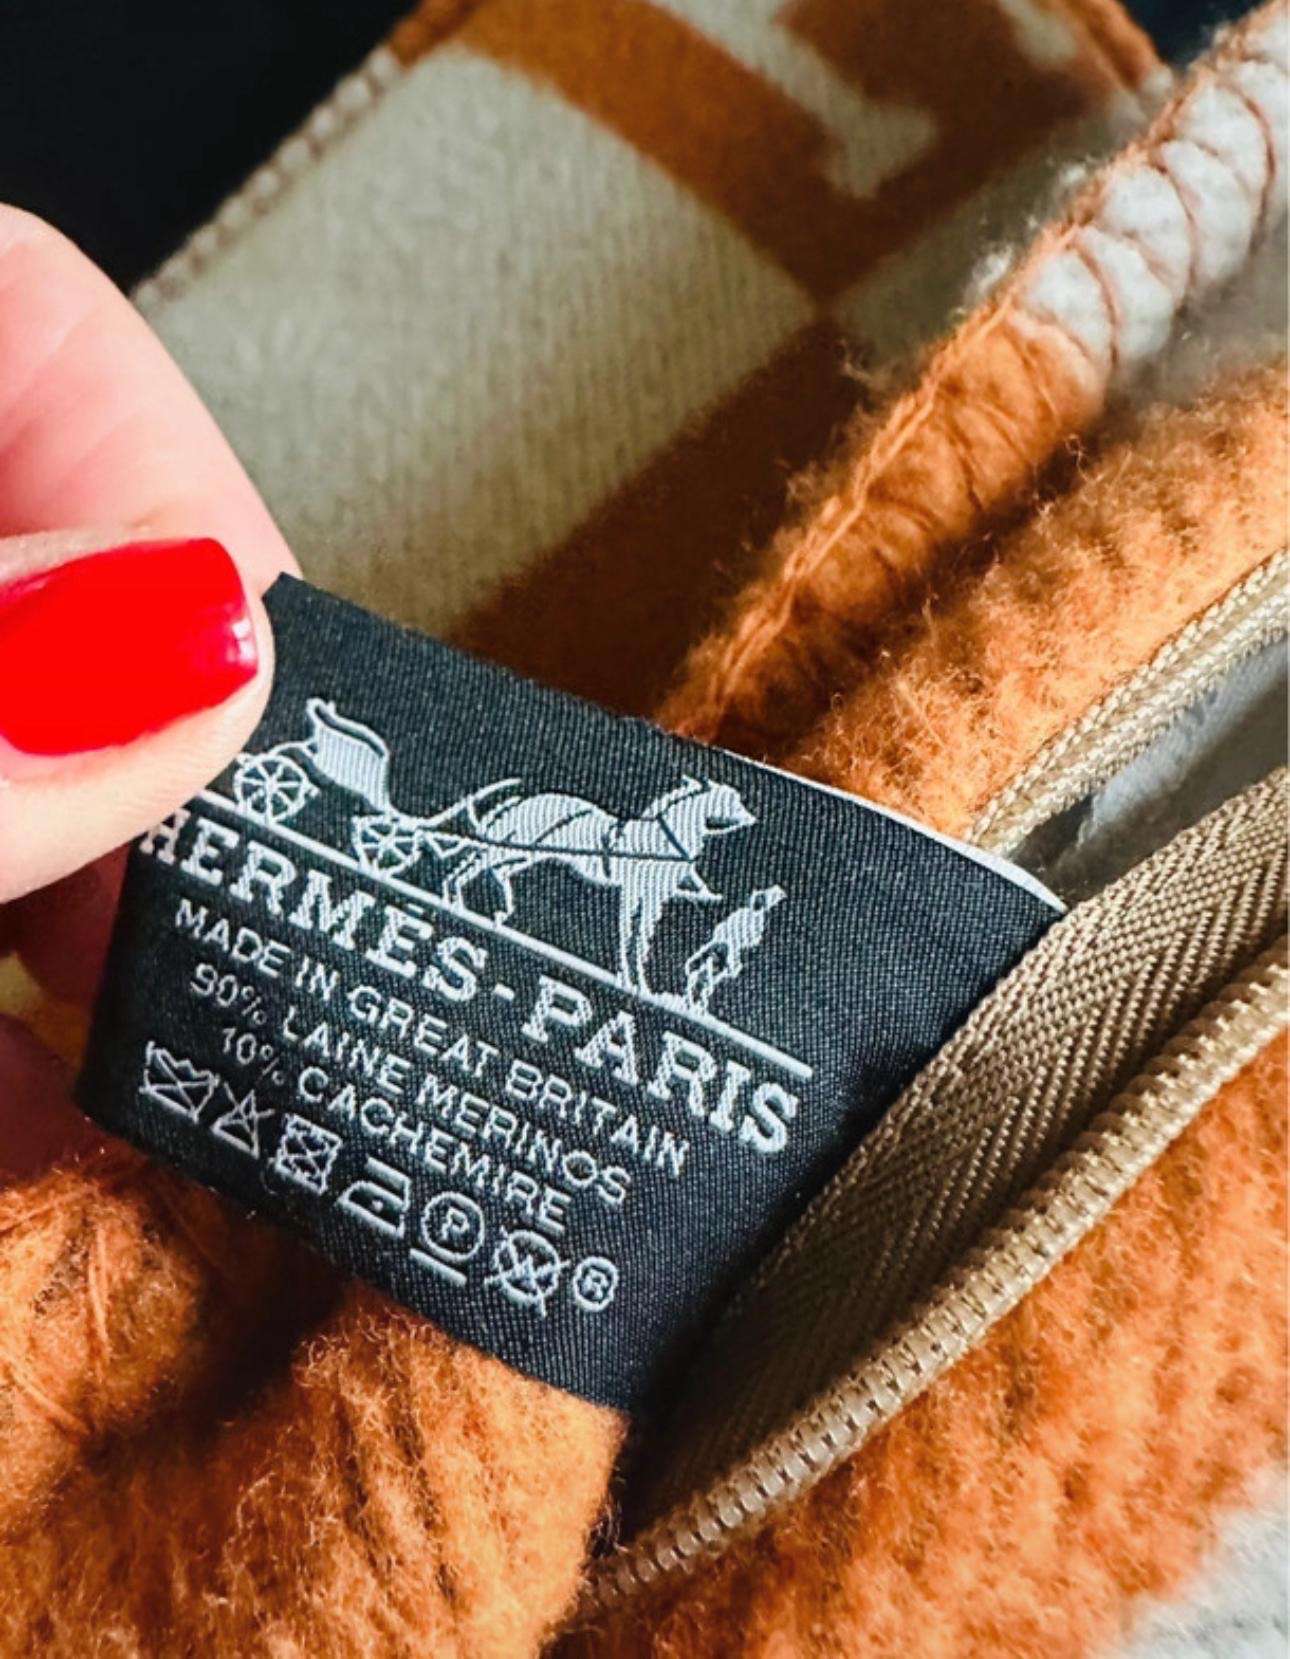 HERMÈS-PARIS
MADE IN GREAT BRITAIN
90% LAINE MERINOS
10% CACHEMIRE
P W ®